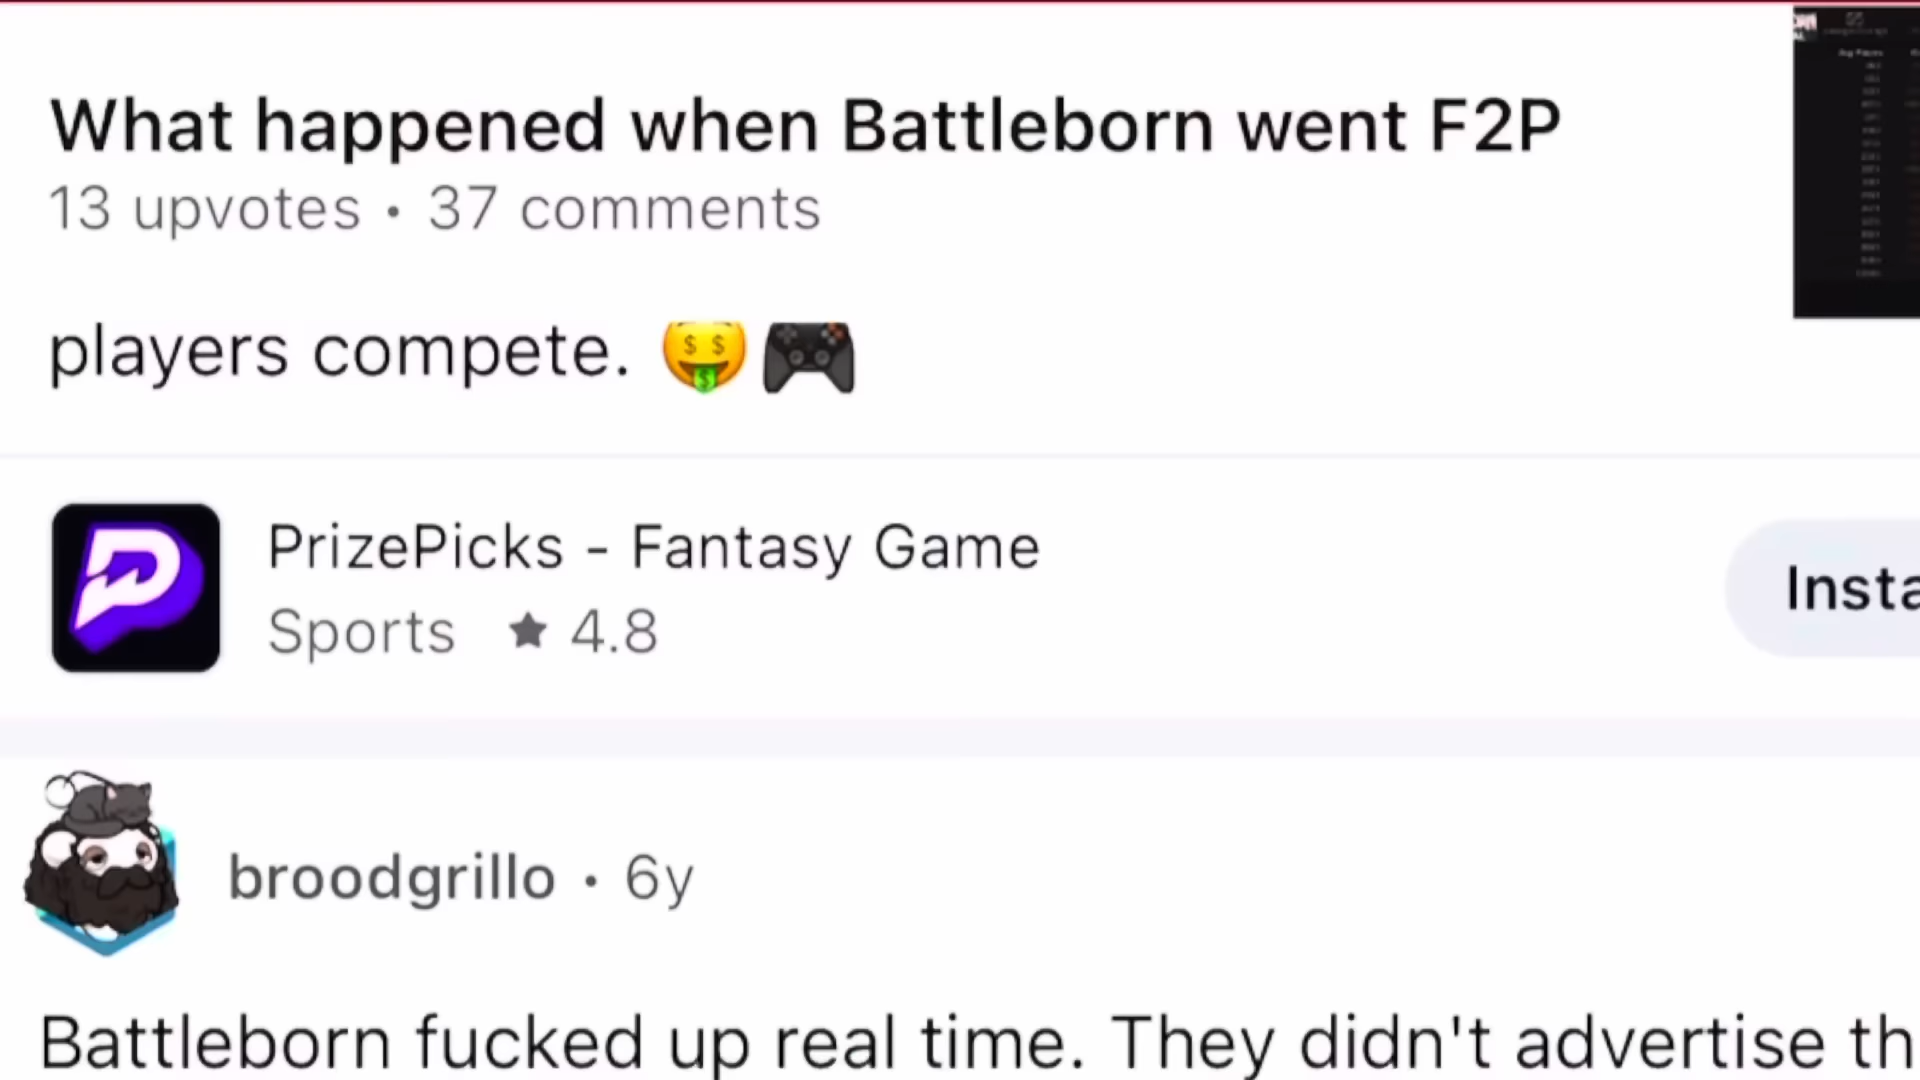 What happened when Battleborn went F2P
13 upvotes • 37 comments
players compete. 🤑🎮
PrizePicks - Fantasy Game
Insta
Sports ★ 4.8
broodgrillo • 6y
Battleborn fucked up real time. They didn't advertise th